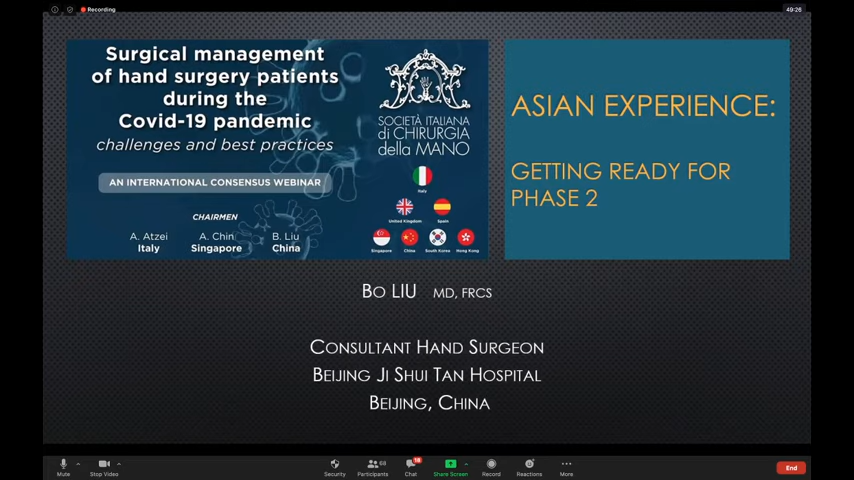 Recording
49:26
Surgical management
of hand surgery patients
during the
Covid-19 pandemic
challenges and best practices
AN INTERNATIONAL CONSENSUS WEBINAR
CHAIRMEN
A. Atzei
Italy
A. Chin
Singapore
B. Liu
China
SOCIETÀ ITALIANA
di CHIRURGIA
della MANO
Italy
United Kingdom
Spain
Singapore
China
South Korea
Hong Kong
ASIAN EXPERIENCE:
GETTING READY FOR
PHASE 2
BO LIU MD, FRCS
CONSULTANT HAND SURGEON
BEIJING JI SHUI TAN HOSPITAL
BEIJING, CHINA
Mute
Stop Video
Security
Participants
68
Chat
18
Share Screen
Record
Reactions
More
End